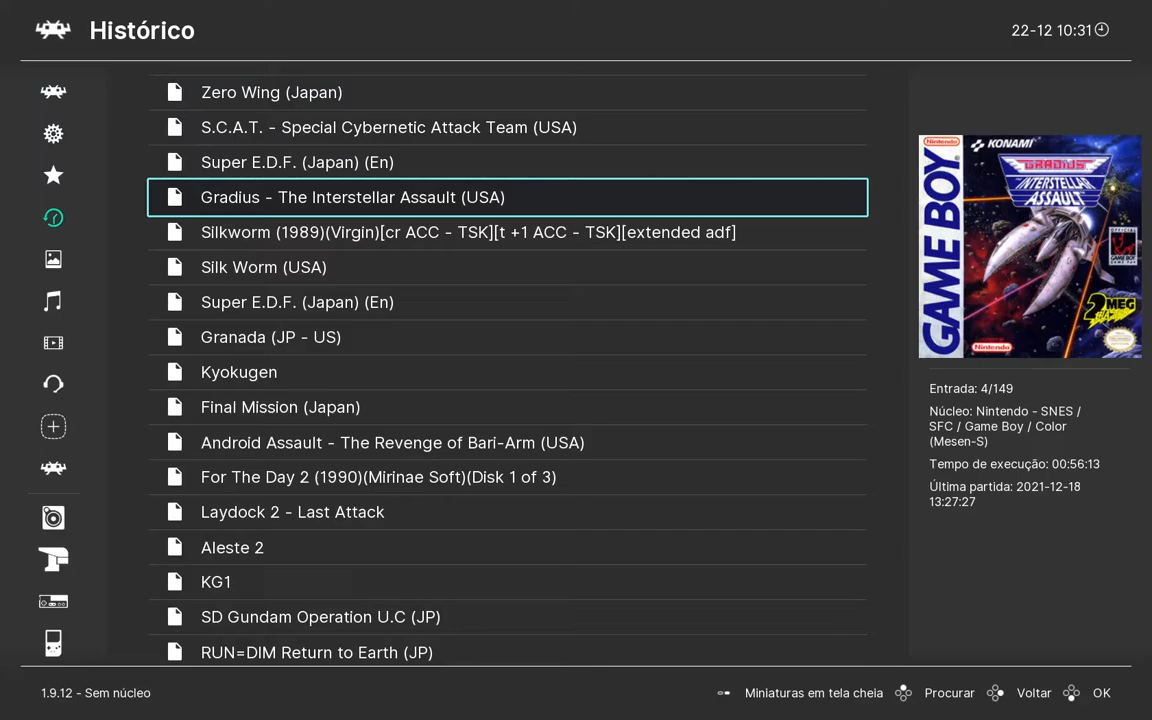 Histórico
22-12 10:31
Zero Wing (Japan)
S.C.A.T. - Special Cybernetic Attack Team (USA)
Super E.D.F. (Japan) (En)
Gradius - The Interstellar Assault (USA)
Silkworm (1989)(Virgin)[cr ACC - TSK][t +1 ACC - TSK][extended adf]
Silk Worm (USA)
Super E.D.F. (Japan) (En)
Granada (JP - US)
Kyokugen
Final Mission (Japan)
Android Assault - The Revenge of Bari-Arm (USA)
For The Day 2 (1990)(Mirinae Soft)(Disk 1 of 3)
Laydock 2 - Last Attack
Aleste 2
KG1
SD Gundam Operation U.C (JP)
RUN=DIM Return to Earth (JP)
Nintendo
GAME BOY
KONAMI
GRADIUS
THE
INTERSTELLAR
ASSAULT
SPECIAL
2 MEG
Nintendo
Entrada: 4/149
Núcleo: Nintendo - SNES /
SFC / Game Boy / Color
(Mesen-S)
Tempo de execução: 00:56:13
Última partida: 2021-12-18
13:27:27
1.9.12 - Sem núcleo
Miniaturas em tela cheia
Procurar
Voltar
OK